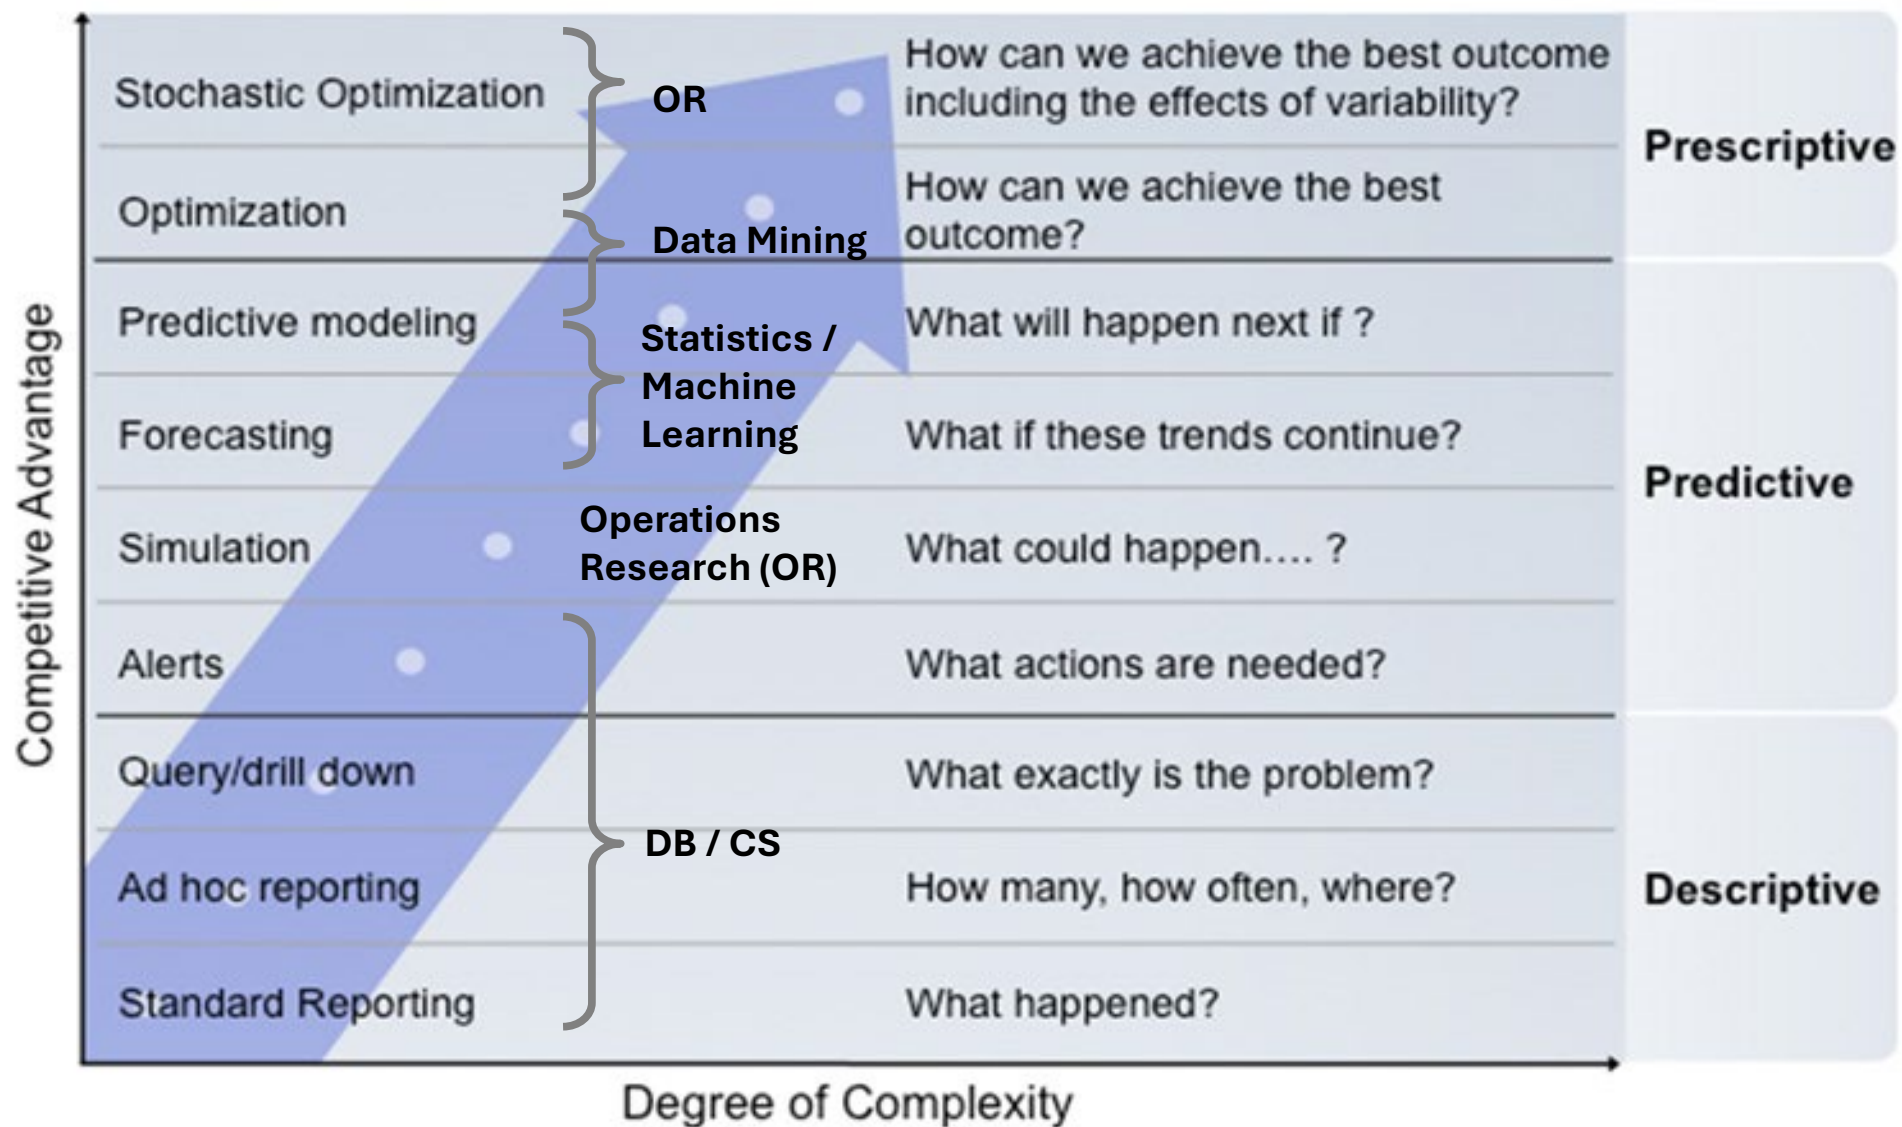 Competitive Advantage
Stochastic Optimization
OR
How can we achieve the best outcome
including the effects of variability?
Prescriptive
Optimization
Data Mining
How can we achieve the best
outcome?
Predictive modeling
Statistics /
Machine
Learning
What will happen next if ?
Forecasting
What if these trends continue?
Predictive
Simulation
Operations
Research (OR)
What could happen.... ?
Alerts
What actions are needed?
Query/drill down
What exactly is the problem?
DB / CS
Ad hoc reporting
How many, how often, where?
Descriptive
Standard Reporting
What happened?
Degree of Complexity